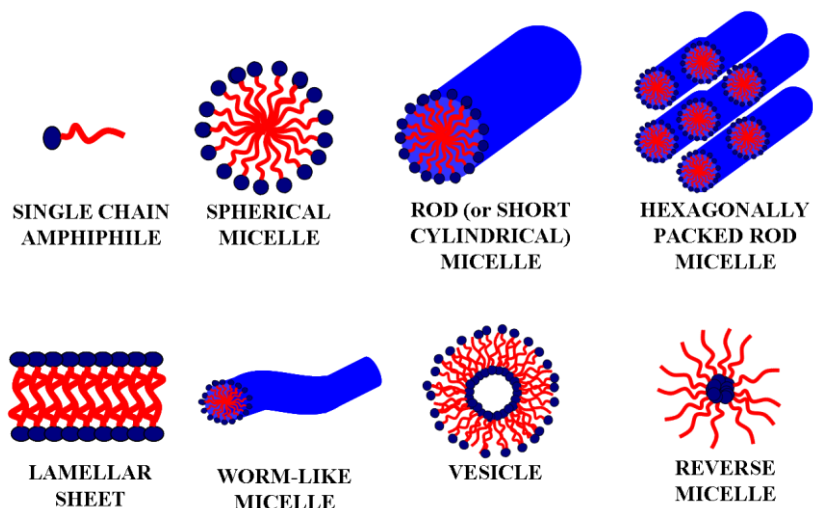 SINGLE CHAIN
AMPHIPHILE
SPHERICAL
MICELLE
ROD (or SHORT
CYLINDRICAL)
MICELLE
HEXAGONALLY
PACKED ROD
MICELLE
LAMELLAR
SHEET
WORM-LIKE
MICELLE
VESICLE
REVERSE
MICELLE